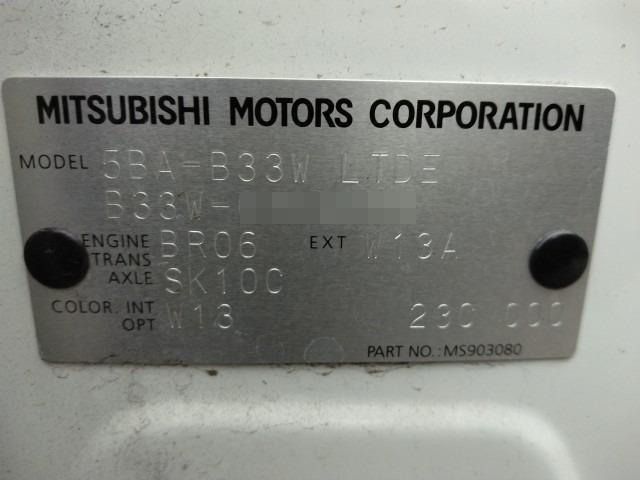 MITSUBISHI MOTORS CORPORATION
MODEL 5BA-B33W LTDE
B33W-
ENGINE BR06 EXT W13A
TRANS
AXLE SK10C
COLOR. INT W13 230 000
OPT
PART NO.: MS903080